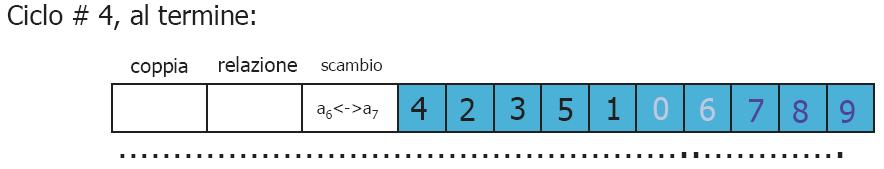 Ciclo # 4, al termine:
coppia relazione scambio
a6<->a7 4 2 3 5 1 0 6 7 8 9